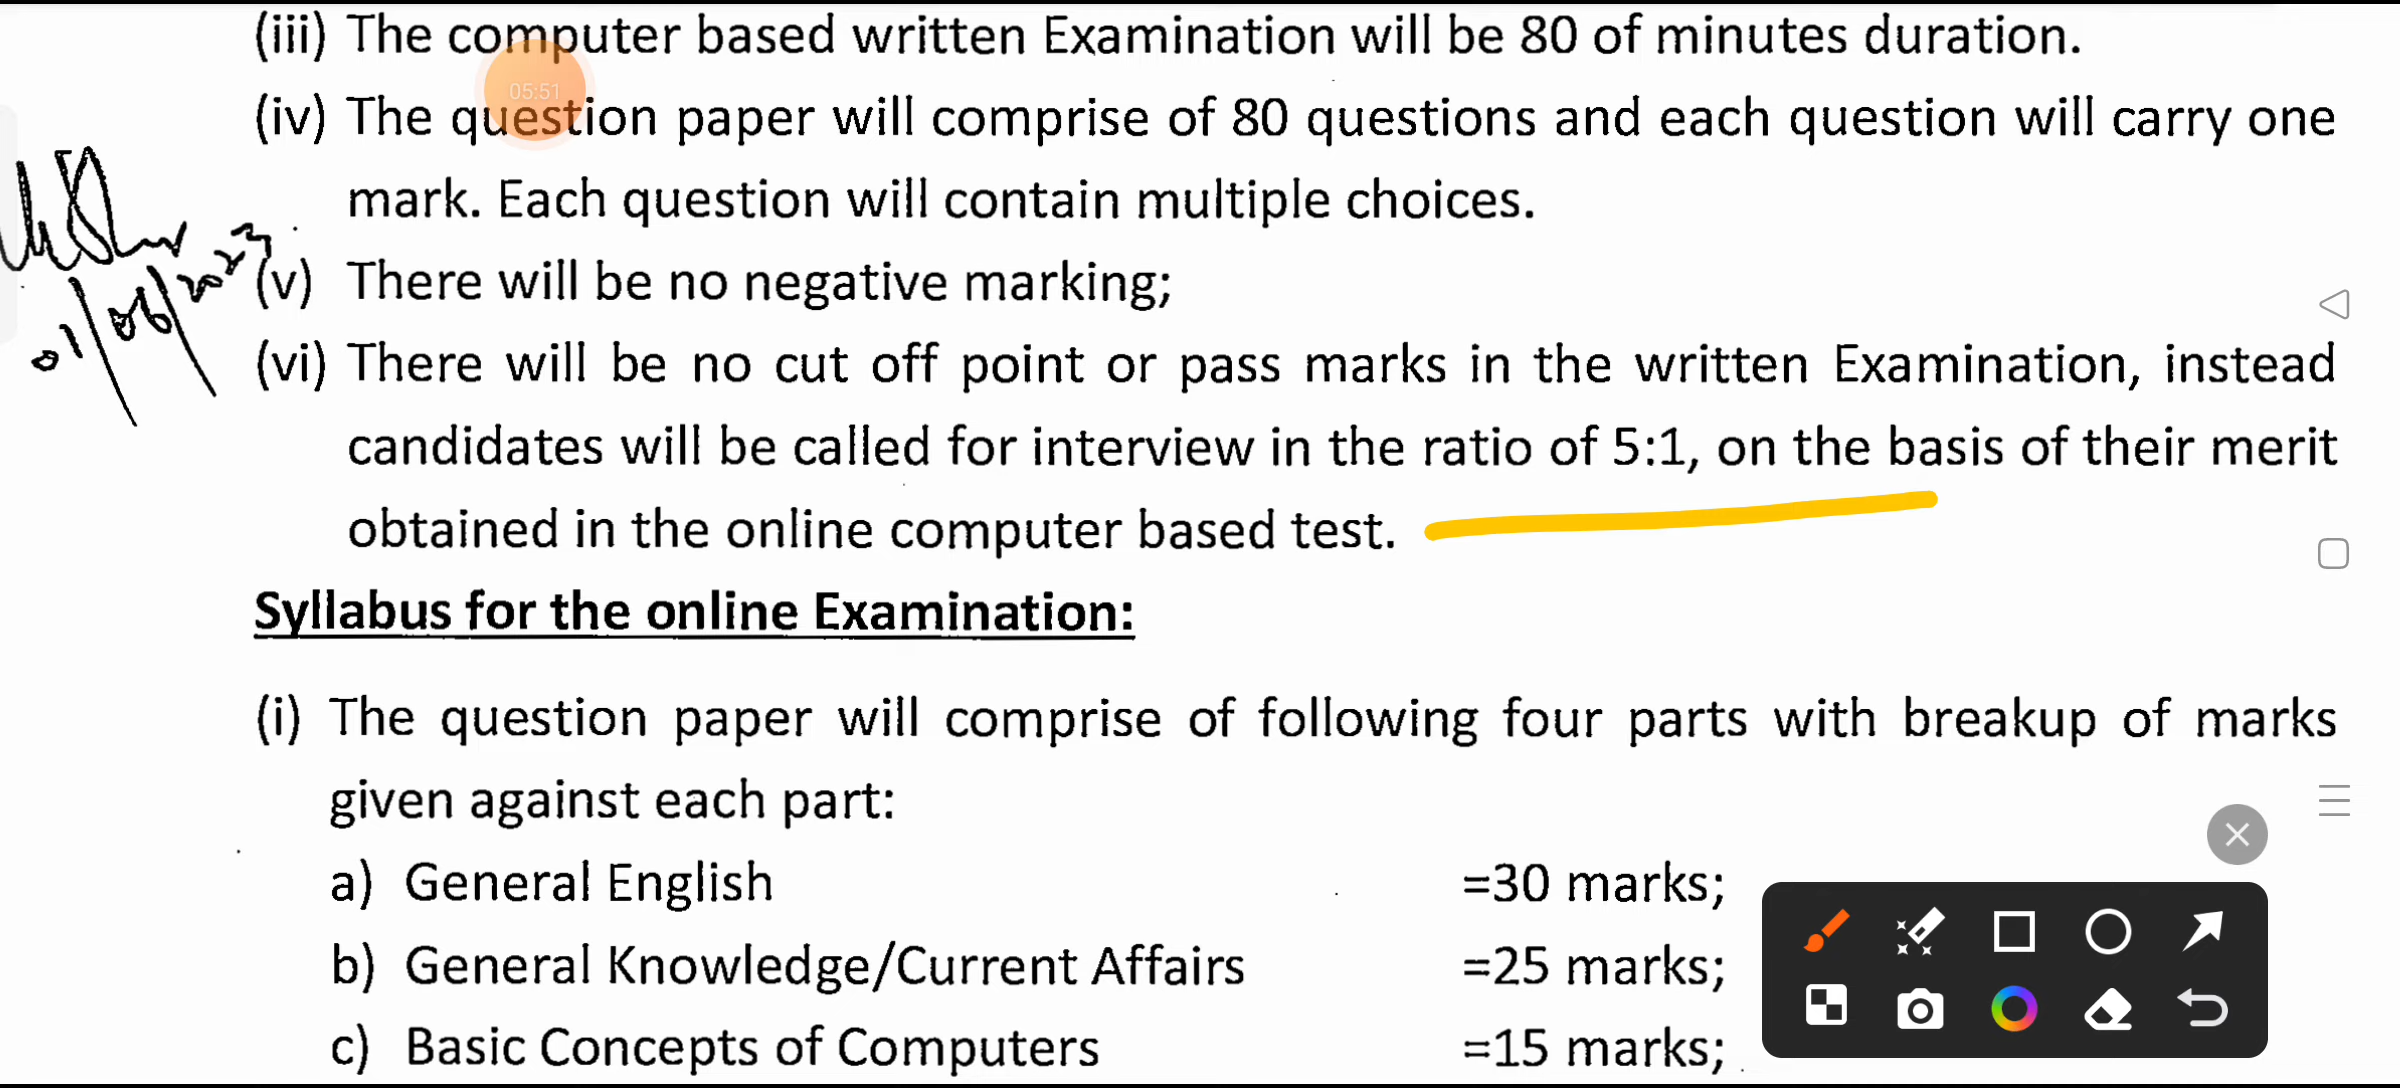 (iii) The computer based written Examination will be 80 of minutes duration.
05:51
(iv) The question paper will comprise of 80 questions and each question will carry one
mark. Each question will contain multiple choices.
01/06/2023
(v) There will be no negative marking;
(vi) There will be no cut off point or pass marks in the written Examination, instead
candidates will be called for interview in the ratio of 5:1, on the basis of their merit
obtained in the online computer based test.
Syllabus for the online Examination:
(i) The question paper will comprise of following four parts with breakup of marks
given against each part:
a) General English =30 marks;
b) General Knowledge/Current Affairs =25 marks;
c) Basic Concepts of Computers =15 marks;